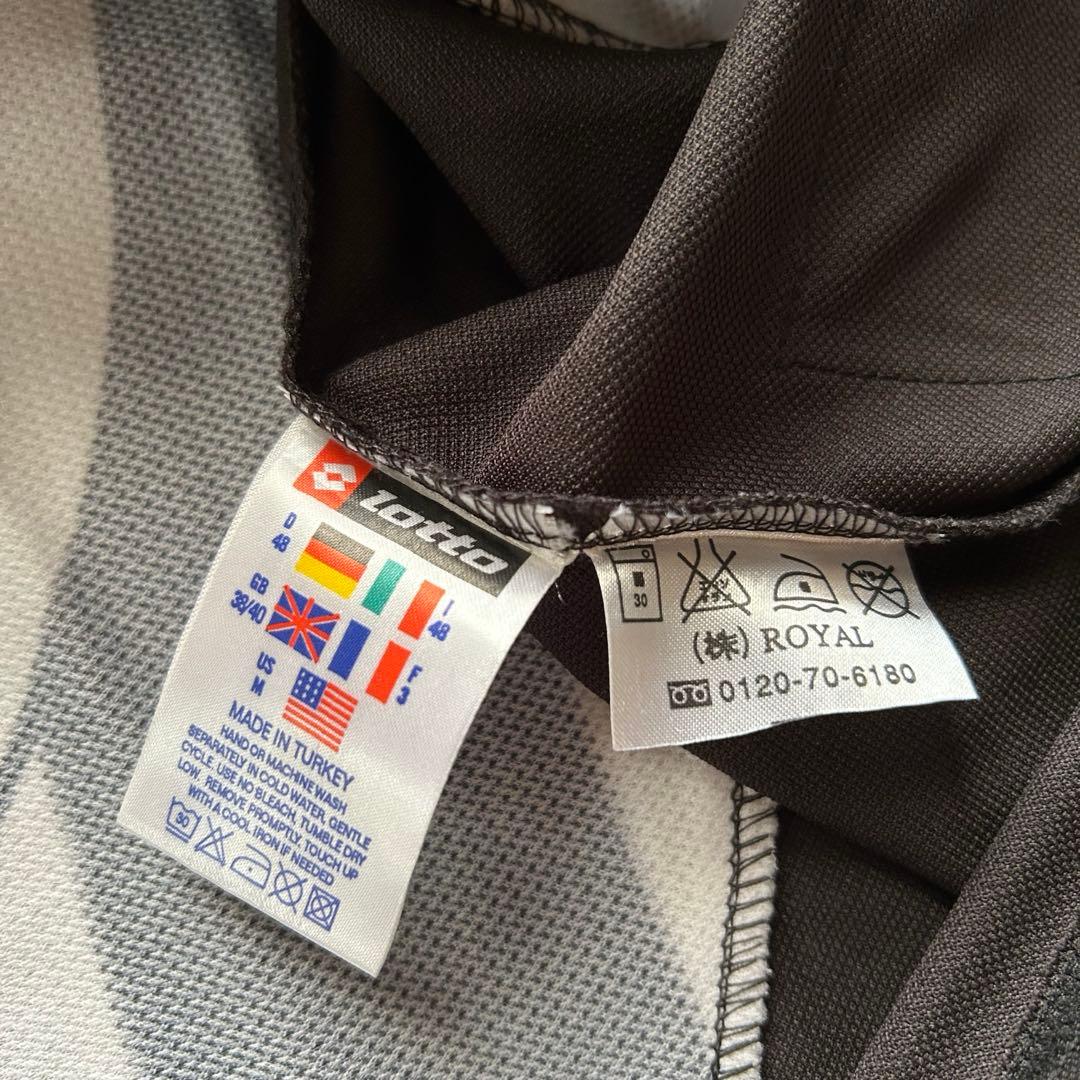 lotto
D
48
I
48
GB
38/40
F
3
US
M
MADE IN TURKEY
HAND OR MACHINE WASH
SEPARATELY IN COLD WATER, GENTLE
CYCLE. USE NO BLEACH, TUMBLE DRY
LOW, REMOVE PROMPTLY, TOUCH UP
WITH A COOL IRON IF NEEDED
30
30
(株) ROYAL
0120-70-6180